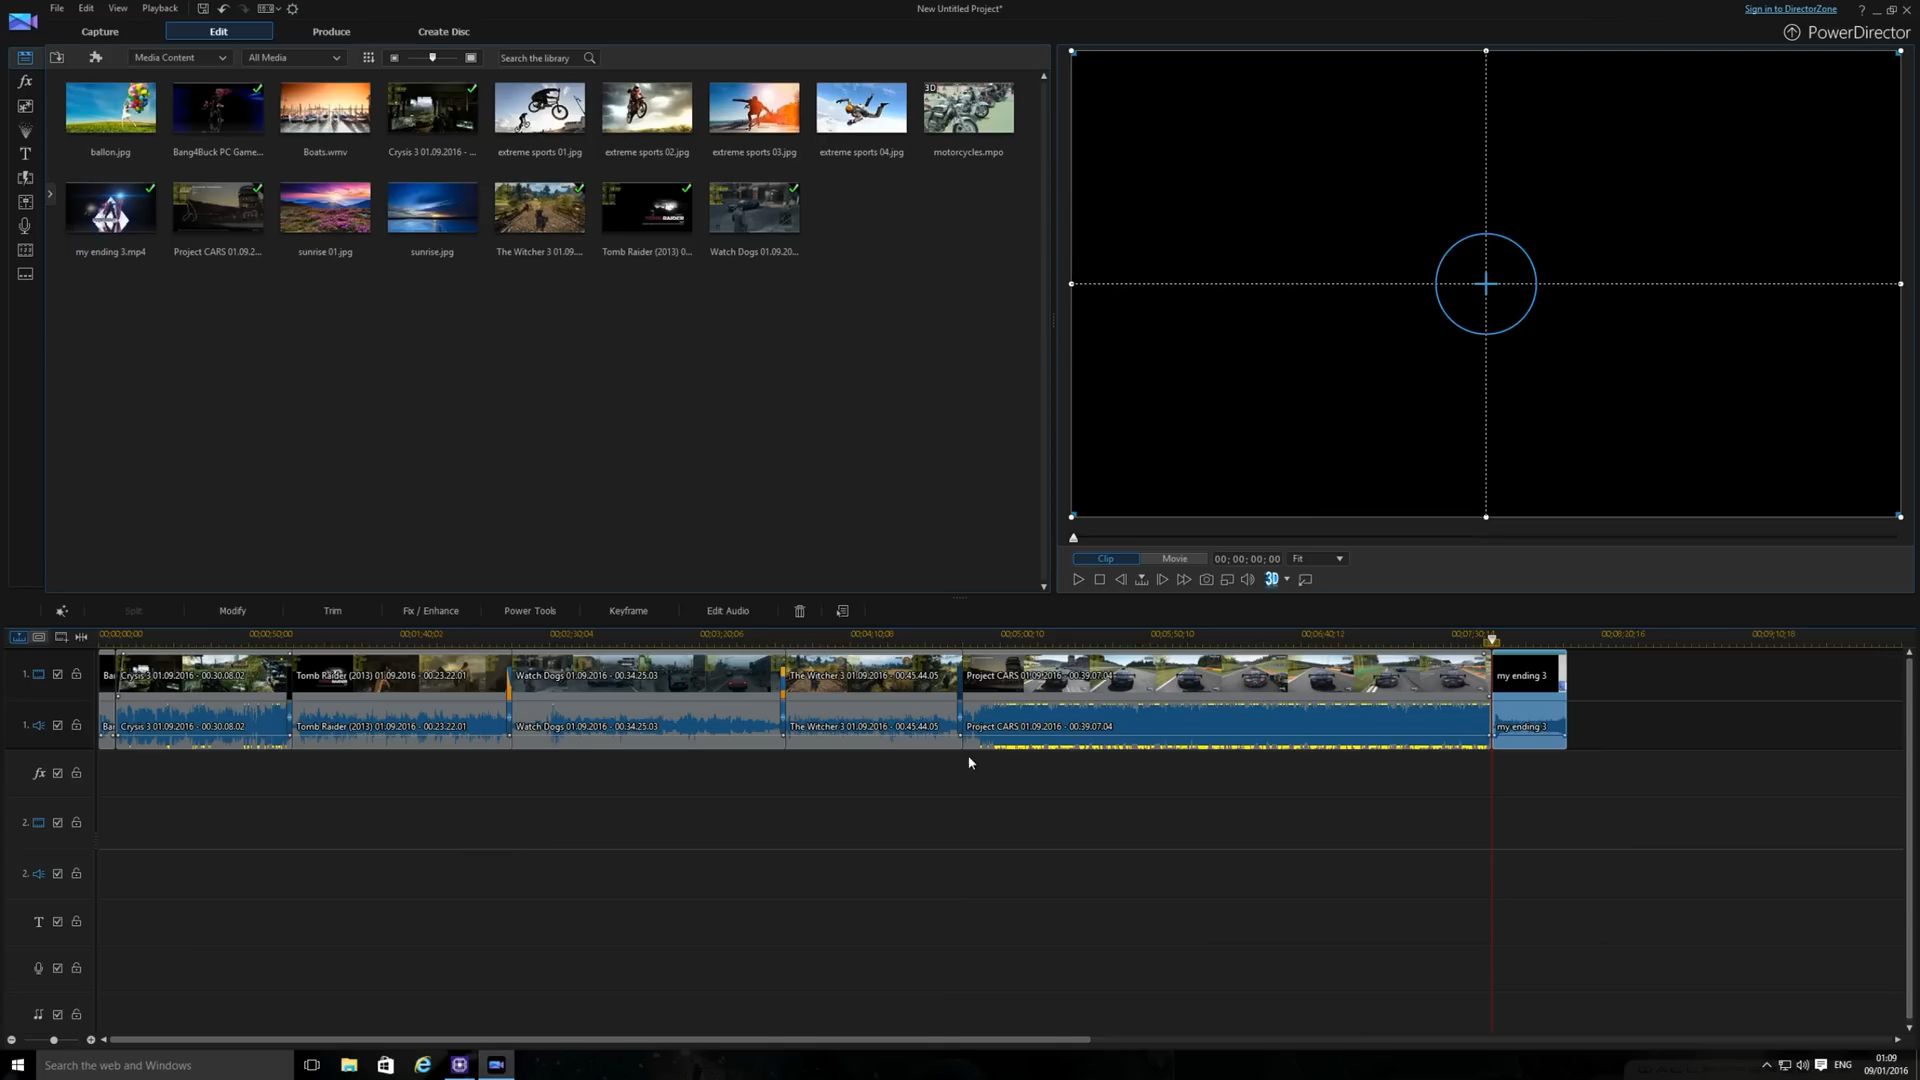 File Edit View Playback
New Untitled Project*
Sign in to DirectorZone ?
Capture Edit Produce Create Disc
PowerDirector
Media Content All Media Search the library
ballon.jpg Bang4Buck PC Game... Boats.wmv Crysis 3 01.09.2016 - ... extreme sports 01.jpg extreme sports 02.jpg extreme sports 03.jpg extreme sports 04.jpg motorcycles.mpo
3D
my ending 3.mp4 Project CARS 01.09.2... sunrise 01.jpg sunrise.jpg The Witcher 3 01.09.... Tomb Raider (2013) 0... Watch Dogs 01.09.20...
Clip Movie 00; 00; 00; 00 Fit
3D
Split Modify Trim Fix / Enhance Power Tools Keyframe Edit Audio
00;00;00;00 00;00;50;00 00;01;40;02 00;02;30;04 00;03;20;06 00;04;10;08 00;05;00;10 00;05;50;10 00;06;40;12 00;07;30;14 00;08;20;16 00;09;10;18
1. Ba Crysis 3 01.09.2016 - 00.30.08.02 Tomb Raider (2013) 01.09.2016 - 00.23.22.01 Watch Dogs 01.09.2016 - 00.34.25.03 The Witcher 3 01.09.2016 - 00.45.44.05 Project CARS 01.09.2016 - 00.39.07.04 my ending 3
1. Ba Crysis 3 01.09.2016 - 00.30.08.02 Tomb Raider (2013) 01.09.2016 - 00.23.22.01 Watch Dogs 01.09.2016 - 00.34.25.03 The Witcher 3 01.09.2016 - 00.45.44.05 Project CARS 01.09.2016 - 00.39.07.04 my ending 3
fx
2.
2.
T
Search the web and Windows
ENG
01:09
09/01/2016